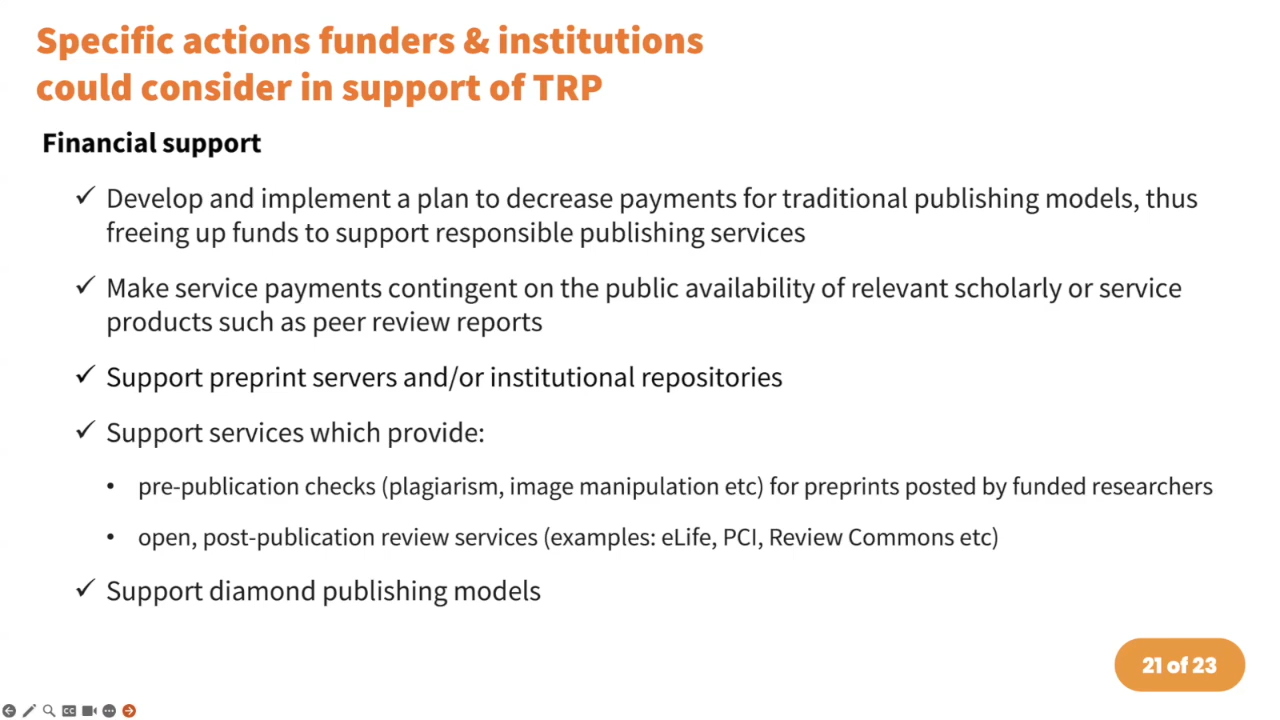 Specific actions funders & institutions
could consider in support of TRP
Financial support
✓ Develop and implement a plan to decrease payments for traditional publishing models, thus
freeing up funds to support responsible publishing services
✓ Make service payments contingent on the public availability of relevant scholarly or service
products such as peer review reports
✓ Support preprint servers and/or institutional repositories
✓ Support services which provide:
• pre-publication checks (plagiarism, image manipulation etc) for preprints posted by funded researchers
• open, post-publication review services (examples: eLife, PCI, Review Commons etc)
✓ Support diamond publishing models
21 of 23
CC